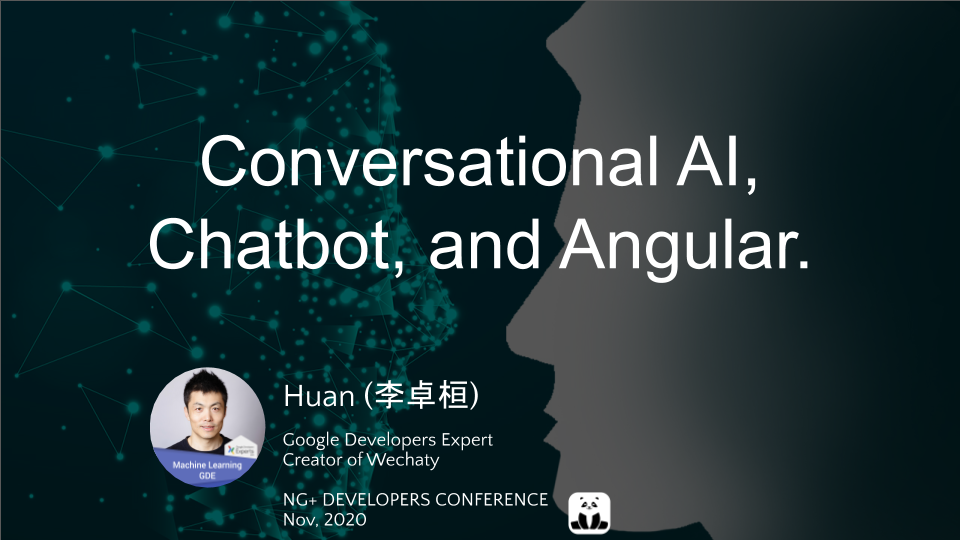 Conversational AI,
Chatbot, and Angular.
Huan (李卓桓)
Google Developers Expert
Creator of Wechaty
Experts
Machine Learning
GDE
NG+ DEVELOPERS CONFERENCE
Nov, 2020